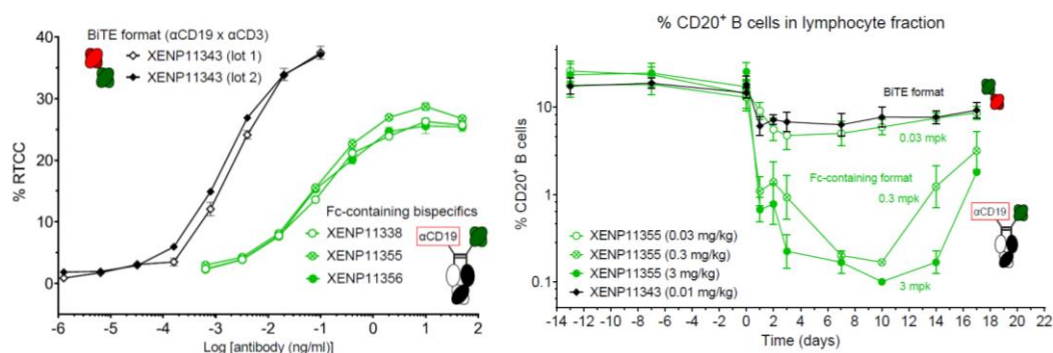 BiTE format (αCD19 x αCD3)
XENP11343 (lot 1)
XENP11343 (lot 2)
Fc-containing bispecifics
αCD19
XENP11338
XENP11355
XENP11356
% RTCC
40
30
20
10
0
-6 -5 -4 -3 -2 -1 0 1 2
Log [antibody (ng/ml)]
% CD20⁺ B cells in lymphocyte fraction
BiTE format
0.03 mpk
Fc-containing format
0.3 mpk
αCD19
3 mpk
XENP11355 (0.03 mg/kg)
XENP11355 (0.3 mg/kg)
XENP11355 (3 mg/kg)
XENP11343 (0.01 mg/kg)
% CD20⁺ B cells
10
1
0.1
-14 -12 -10 -8 -6 -4 -2 0 2 4 6 8 10 12 14 16 18 20 22
Time (days)